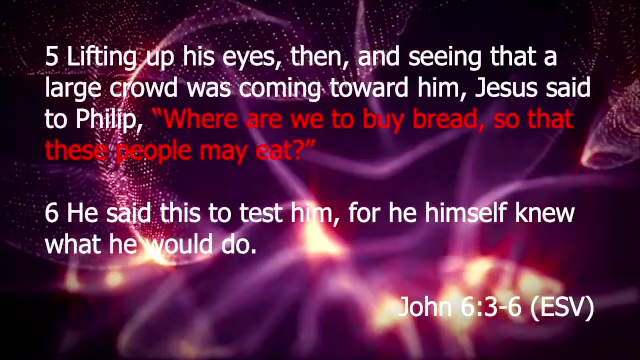 5 Lifting up his eyes, then, and seeing that a
large crowd was coming toward him, Jesus said
to Philip, “Where are we to buy bread, so that
these people may eat?”
6 He said this to test him, for he himself knew
what he would do.
John 6:3-6 (ESV)